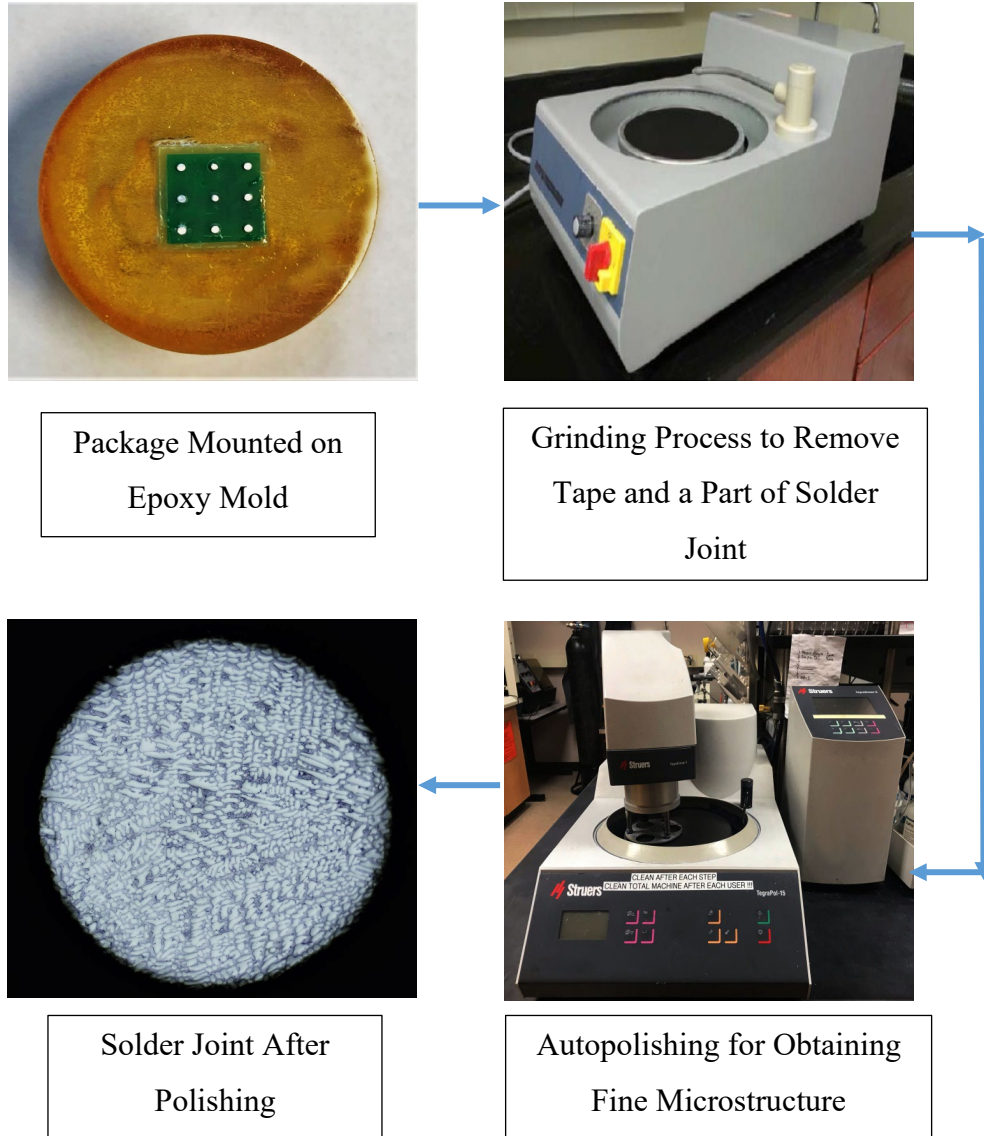 Package Mounted on
Epoxy Mold
Grinding Process to Remove
Tape and a Part of Solder
Joint
Struers
Struers
CLEAN AFTER EACH STEP
CLEAN TOTAL MACHINE AFTER EACH USER !!!
Struers
TegraPol-15
Solder Joint After
Polishing
Autopolishing for Obtaining
Fine Microstructure